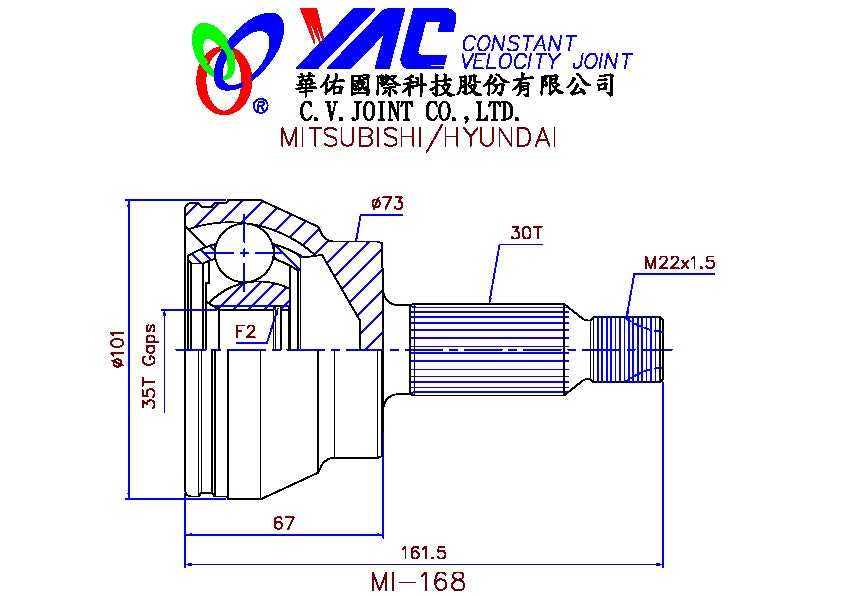 YAC CONSTANT
VELOCITY JOINT
華佑國際科技股份有限公司
® C.V.JOINT CO.,LTD.
MITSUBISHI/HYUNDAI
ø73
30T
M22x1.5
F2
ø101
35T Gaps
67
161.5
MI-168